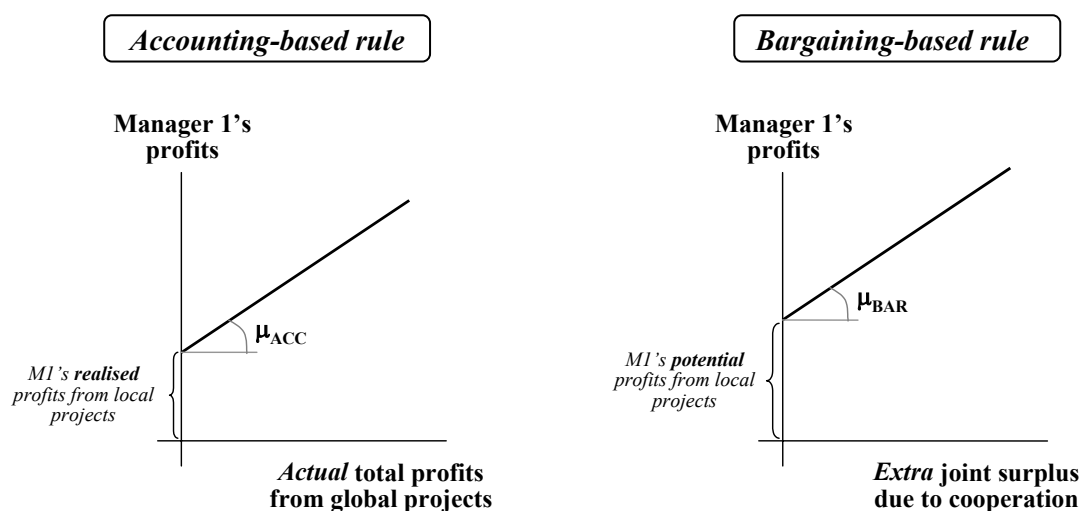 Accounting-based rule
Manager 1's
profits
μACC
M1's realised
profits from local
projects
Actual total profits
from global projects
Bargaining-based rule
Manager 1's
profits
μBAR
M1's potential
profits from local
projects
Extra joint surplus
due to cooperation